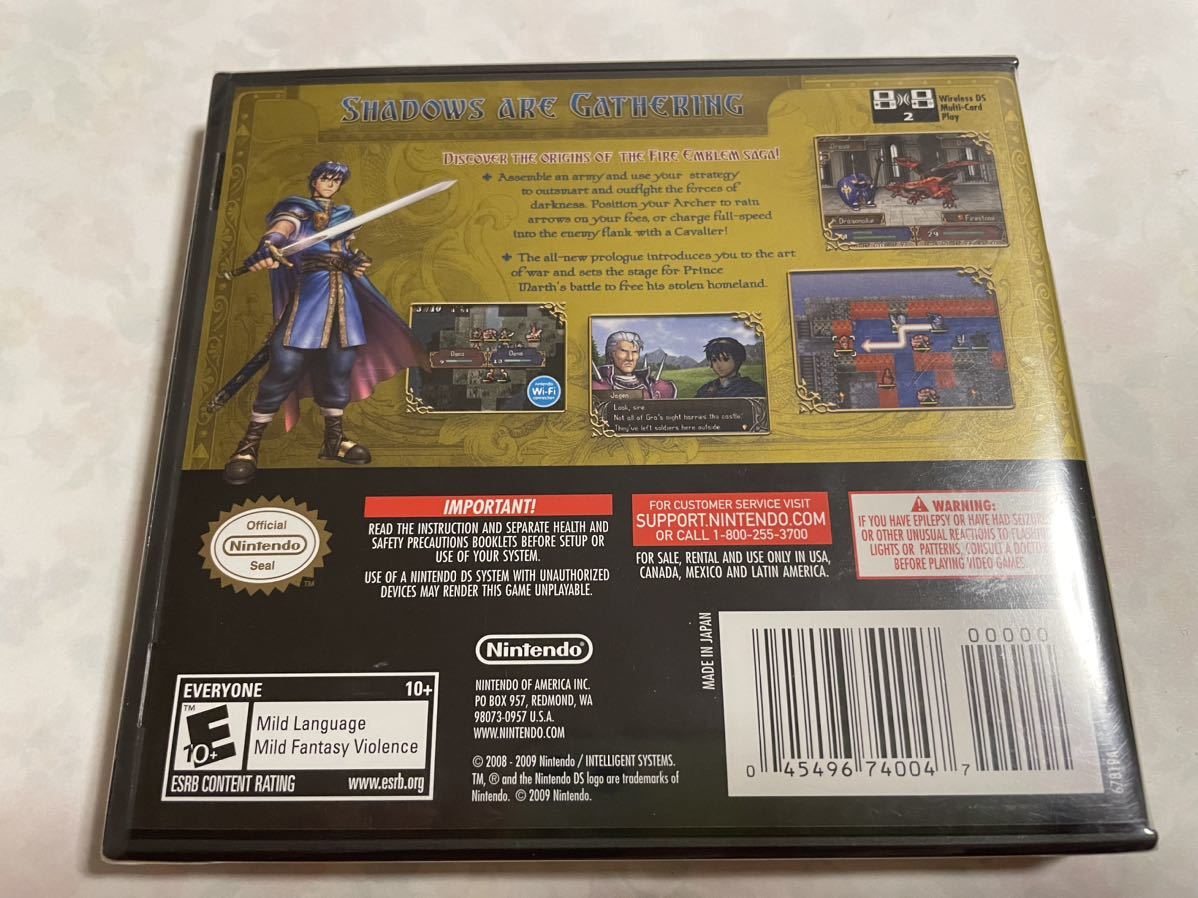 SHADOWS ARE GATHERING
2
Wireless DS
Multi-Card
Play
DISCOVER THE ORIGINS OF THE FIRE EMBLEM SAGA!
Assemble an army and use your strategy
to outsmart and outfight the forces of
darkness. Position your Archer to rain
arrows on your foes, or charge full-speed
into the enemy flank with a Cavalier!
The all-new prologue introduces you to the art
of war and sets the stage for Prince
Marth's battle to free his stolen homeland.
Firestone
29
Nintendo
Wi-Fi
connection
Jagen
Look, sire.
Not all of Gra's might harries the castle.
They've left soldiers here outside.
Official
Nintendo
Seal
TM
IMPORTANT!
READ THE INSTRUCTION AND SEPARATE HEALTH AND
SAFETY PRECAUTIONS BOOKLETS BEFORE SETUP OR
USE OF YOUR SYSTEM.
USE OF A NINTENDO DS SYSTEM WITH UNAUTHORIZED
DEVICES MAY RENDER THIS GAME UNPLAYABLE.
FOR CUSTOMER SERVICE VISIT
SUPPORT.NINTENDO.COM
OR CALL 1-800-255-3700
FOR SALE, RENTAL AND USE ONLY IN USA,
CANADA, MEXICO AND LATIN AMERICA.
WARNING:
IF YOU HAVE EPILEPSY OR HAVE HAD SEIZURES
OR OTHER UNUSUAL REACTIONS TO FLASHING
LIGHTS OR PATTERNS, CONSULT A DOCTOR
BEFORE PLAYING VIDEO GAMES.
Nintendo
NINTENDO OF AMERICA INC.
PO BOX 957, REDMOND, WA
98073-0957 U.S.A.
WWW.NINTENDO.COM
© 2008 - 2009 Nintendo / INTELLIGENT SYSTEMS.
TM, ® and the Nintendo DS logo are trademarks of
Nintendo. © 2009 Nintendo.
EVERYONE 10+
TM
E
10+
Mild Language
Mild Fantasy Violence
ESRB CONTENT RATING www.esrb.org
MADE IN JAPAN
00000
0 45496 74004 7
67819A